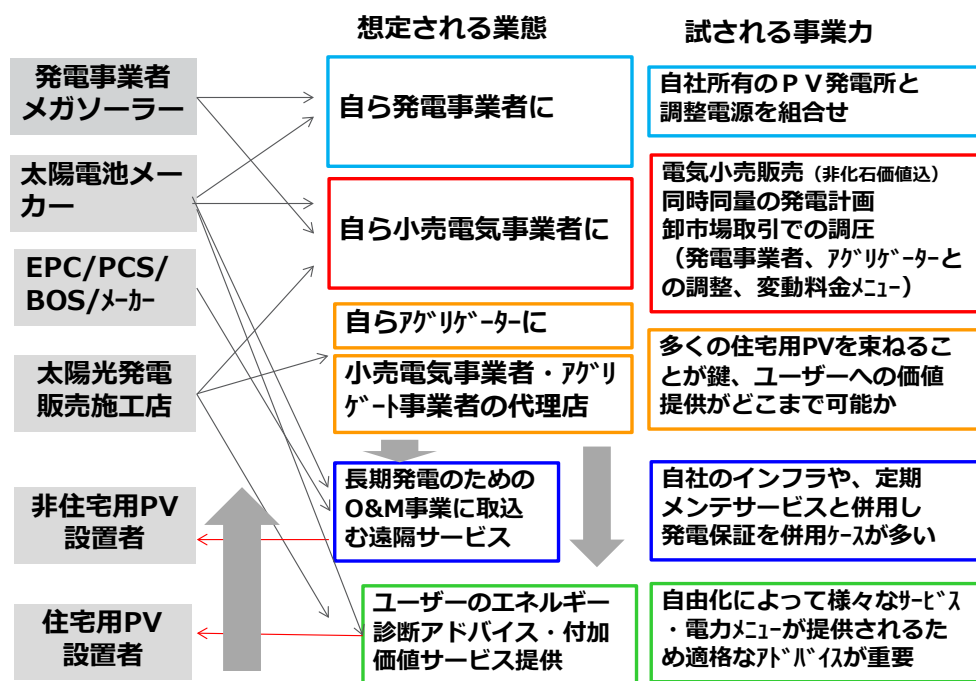 想定される業態
試される事業力
発電事業者
メガソーラー
太陽電池メー
カー
EPC/PCS/
BOS/ﾒｰｶｰ
太陽光発電
販売施工店
非住宅用PV
設置者
住宅用PV
設置者
自ら発電事業者に
自ら小売電気事業者に
自らｱｸﾞﾘｹﾞｰﾀｰに
小売電気事業者・ｱｸﾞﾘ
ｹﾞｰﾄ事業者の代理店
長期発電のための
O&M事業に取込
む遠隔サービス
ユーザーのエネルギー
診断アドバイス・付加
価値サービス提供
自社所有のＰＶ発電所と
調整電源を組合せ
電気小売販売（非化石価値込）
同時同量の発電計画
卸市場取引での調圧
（発電事業者、ｱｸﾞﾘｹﾞｰﾀｰと
の調整、変動料金ﾒﾆｭｰ）
多くの住宅用PVを束ねるこ
とが鍵、ユーザーへの価値
提供がどこまで可能か
自社のインフラや、定期
メンテサービスと併用し
発電保証を併用ｹｰｽが多い
自由化によって様々なｻｰﾋﾞｽ
・電力メニューが提供されるた
め適格なｱﾄﾞﾊﾞｲｽが重要